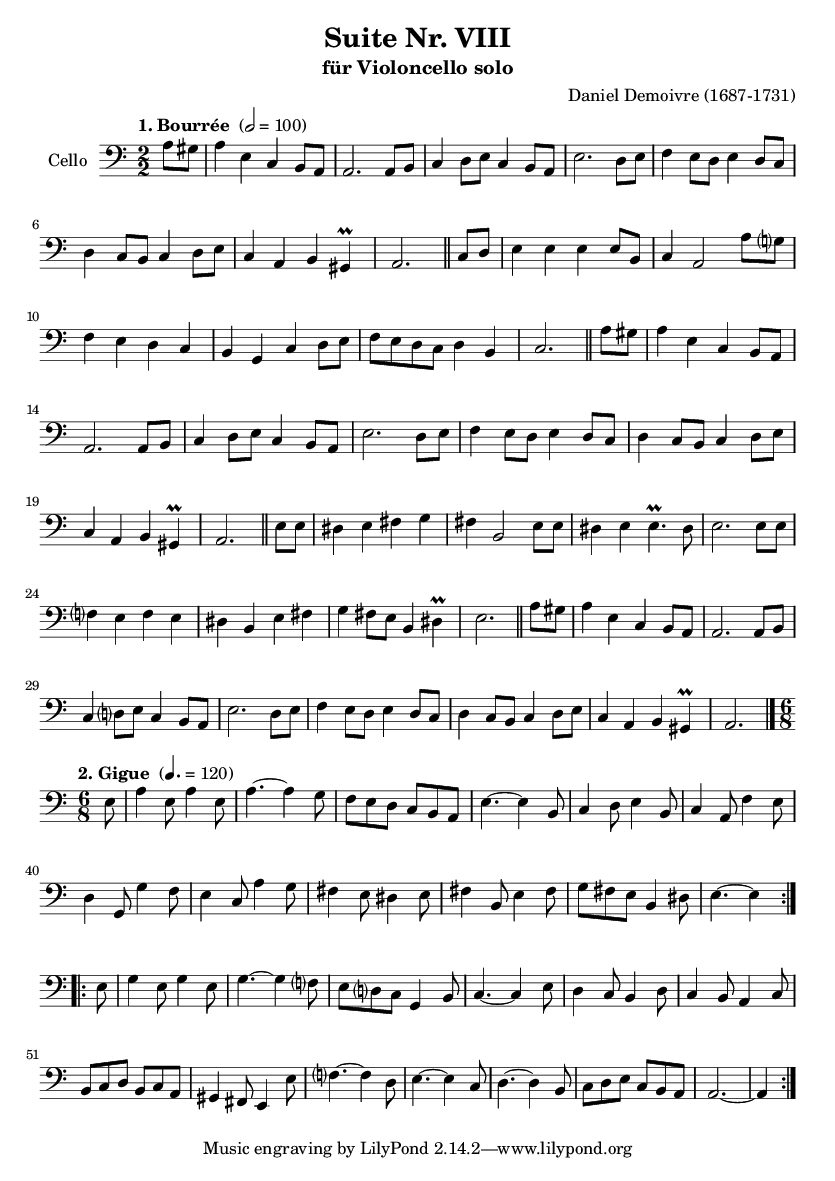 Suite Nr. VIII
für Violoncello solo
Daniel Demoivre (1687-1731)
1. Bourrée (𝅗𝅥 = 100)
Cello
6
10
14
19
24
29
2. Gigue (♩. = 120)
40
51
Music engraving by LilyPond 2.14.2—www.lilypond.org